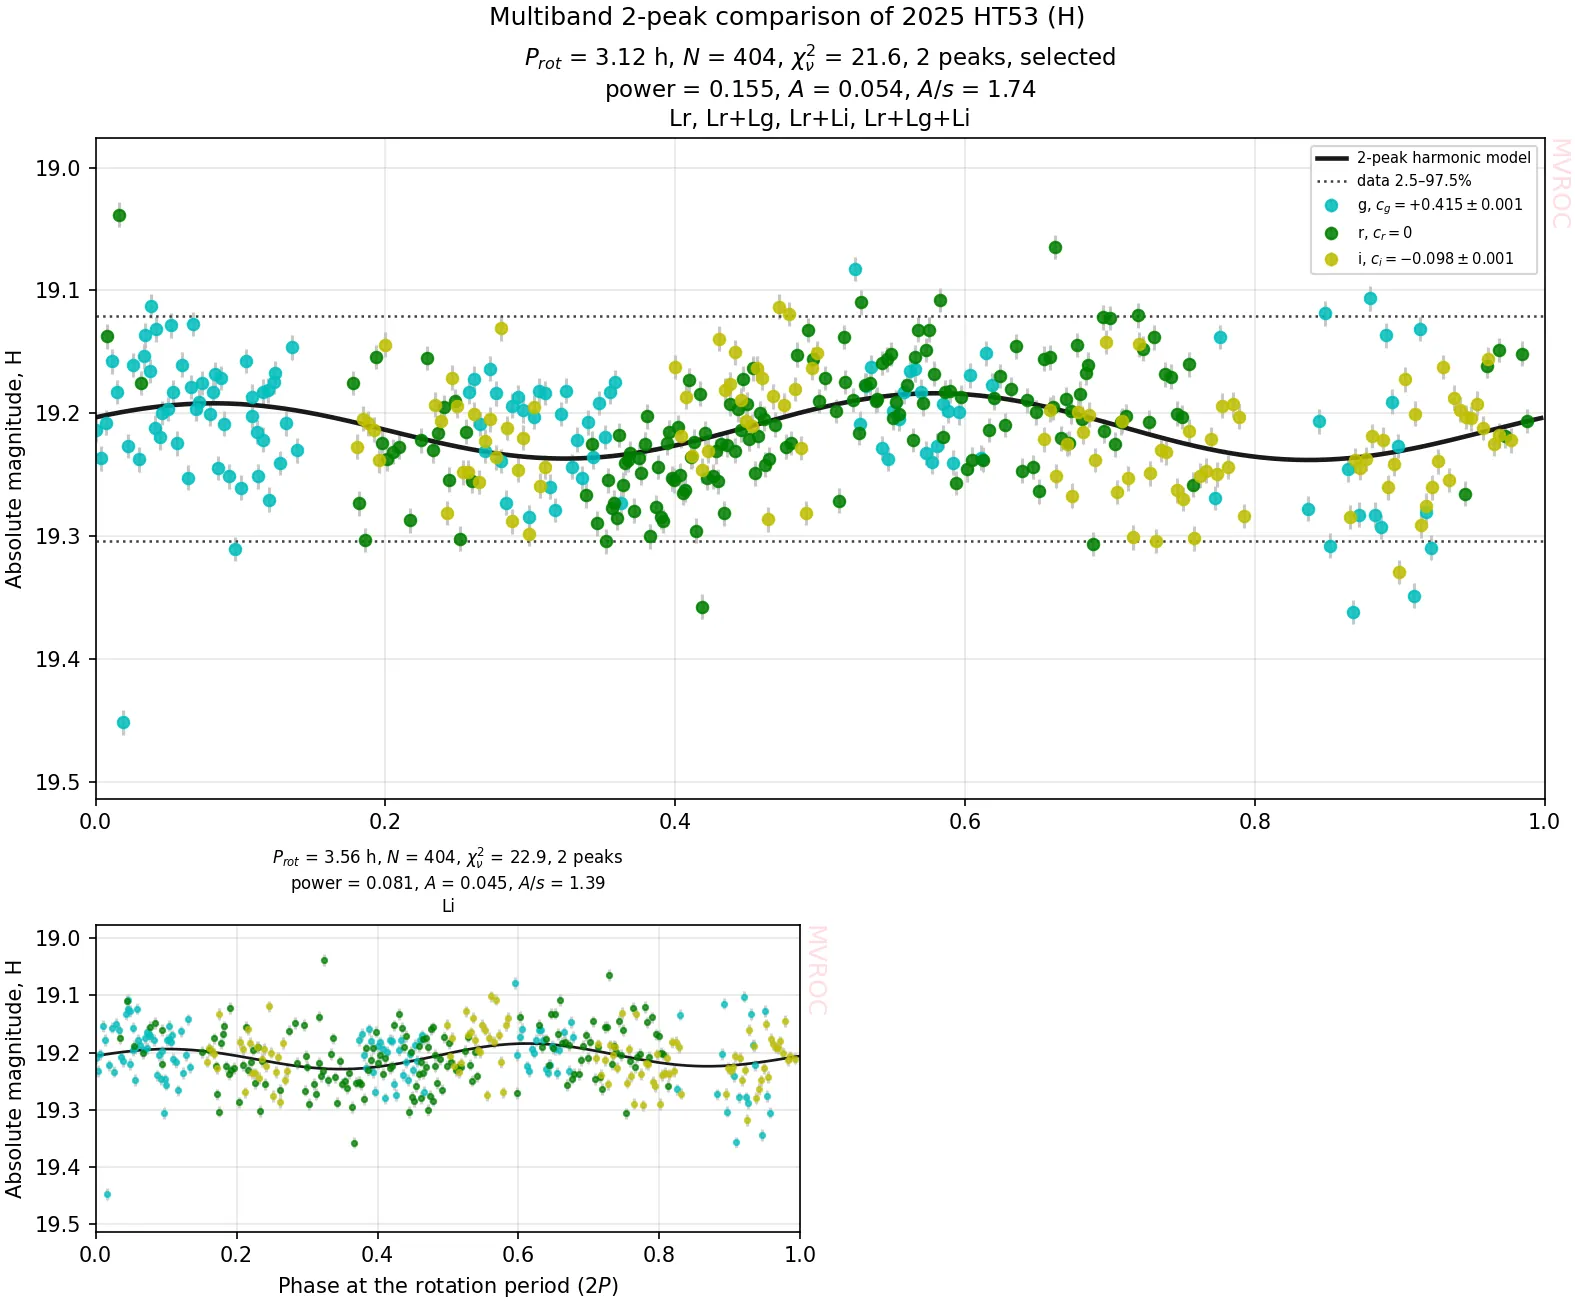 Multiband 2-peak comparison of 2025 HT53 (H)
P_rot = 3.12 h, N = 404, χ²_ν = 21.6, 2 peaks, selected
power = 0.155, A = 0.054, A/s = 1.74
Lr, Lr+Lg, Lr+Li, Lr+Lg+Li
2-peak harmonic model
data 2.5–97.5%
g, c_g = +0.415 ± 0.001
r, c_r = 0
i, c_i = −0.098 ± 0.001
MVROC
Absolute magnitude, H
19.0
19.1
19.2
19.3
19.4
19.5
0.0 0.2 0.4 0.6 0.8 1.0
P_rot = 3.56 h, N = 404, χ²_ν = 22.9, 2 peaks
power = 0.081, A = 0.045, A/s = 1.39
Li
MVROC
Absolute magnitude, H
19.0
19.1
19.2
19.3
19.4
19.5
0.0 0.2 0.4 0.6 0.8 1.0
Phase at the rotation period (2P)